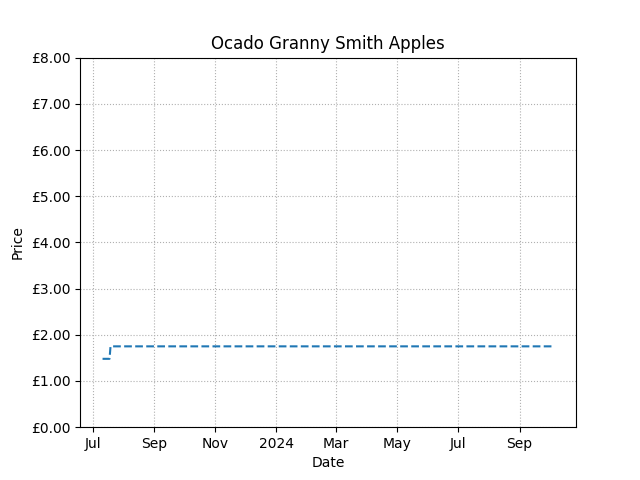 Ocado Granny Smith Apples
£8.00
£7.00
£6.00
£5.00
£4.00
£3.00
£2.00
£1.00
£0.00
Price
Jul Sep Nov 2024 Mar May Jul Sep
Date